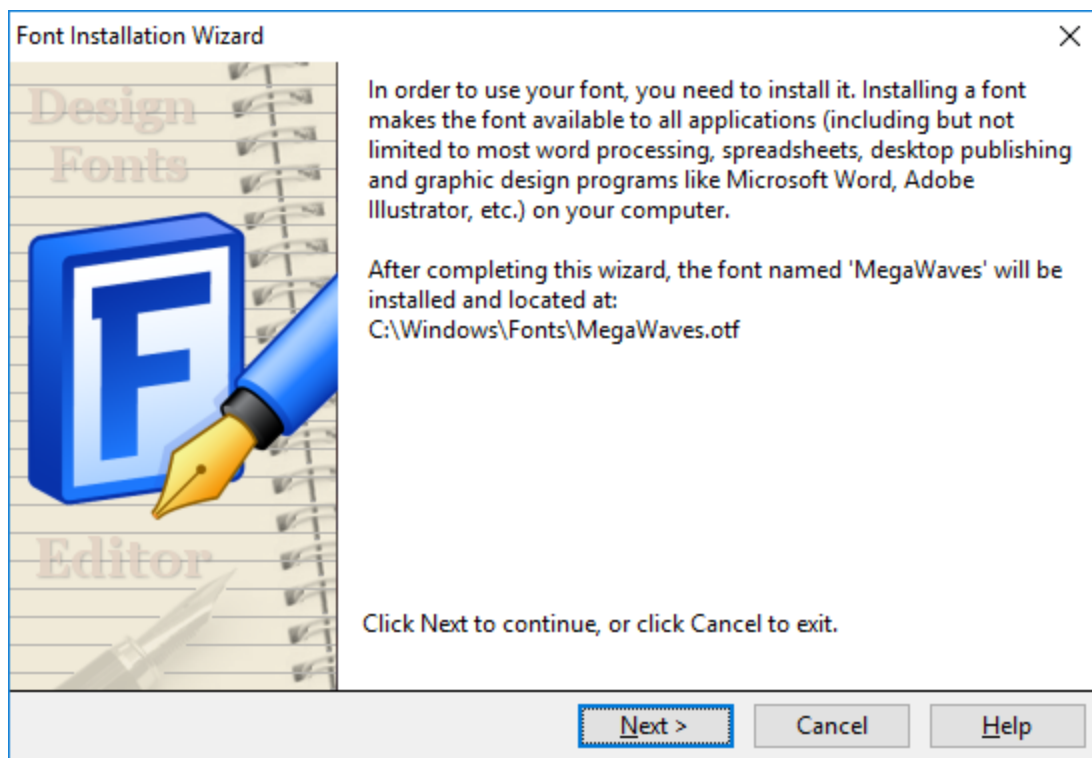 Font Installation Wizard
Design
Fonts
F
Editor
In order to use your font, you need to install it. Installing a font
makes the font available to all applications (including but not
limited to most word processing, spreadsheets, desktop publishing
and graphic design programs like Microsoft Word, Adobe
Illustrator, etc.) on your computer.
After completing this wizard, the font named 'MegaWaves' will be
installed and located at:
C:\Windows\Fonts\MegaWaves.otf
Click Next to continue, or click Cancel to exit.
Next >
Cancel
Help